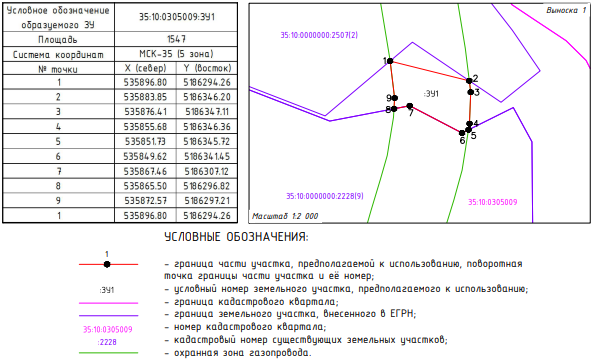 Условное обозначение образуемого ЗУ 35:10:0305009:ЗУ1
Площадь 1547
Система координат МСК-35 (5 зона)
№ точки X (север) Y (восток)
1 535896.80 5186294.26
2 535883.85 5186346.20
3 535876.41 5186347.11
4 535855.68 5186346.36
5 535851.73 5186345.72
6 535849.62 5186341.45
7 535867.46 5186307.12
8 535865.50 5186296.82
9 535872.57 5186297.21
1 535896.80 5186294.26
Выноска 1
35:10:0000000:2507(2)
1
2
3
:ЗУ1
9
8
7
4
5
6
35:10:0000000:2228(9)
35:10:0305009
Масштаб 1:2 000
УСЛОВНЫЕ ОБОЗНАЧЕНИЯ:
1
- граница части участка, предполагаемой к использованию, поворотная
точка границы части участка и её номер;
:ЗУ1 - условный номер земельного участка, предполагаемого к использованию;
- граница кадастрового квартала;
- граница земельного участка, внесенного в ЕГРН;
35:10:0305009 - номер кадастрового квартала;
:2228 - кадастровый номер существующих земельных участков;
- охранная зона газопровода.